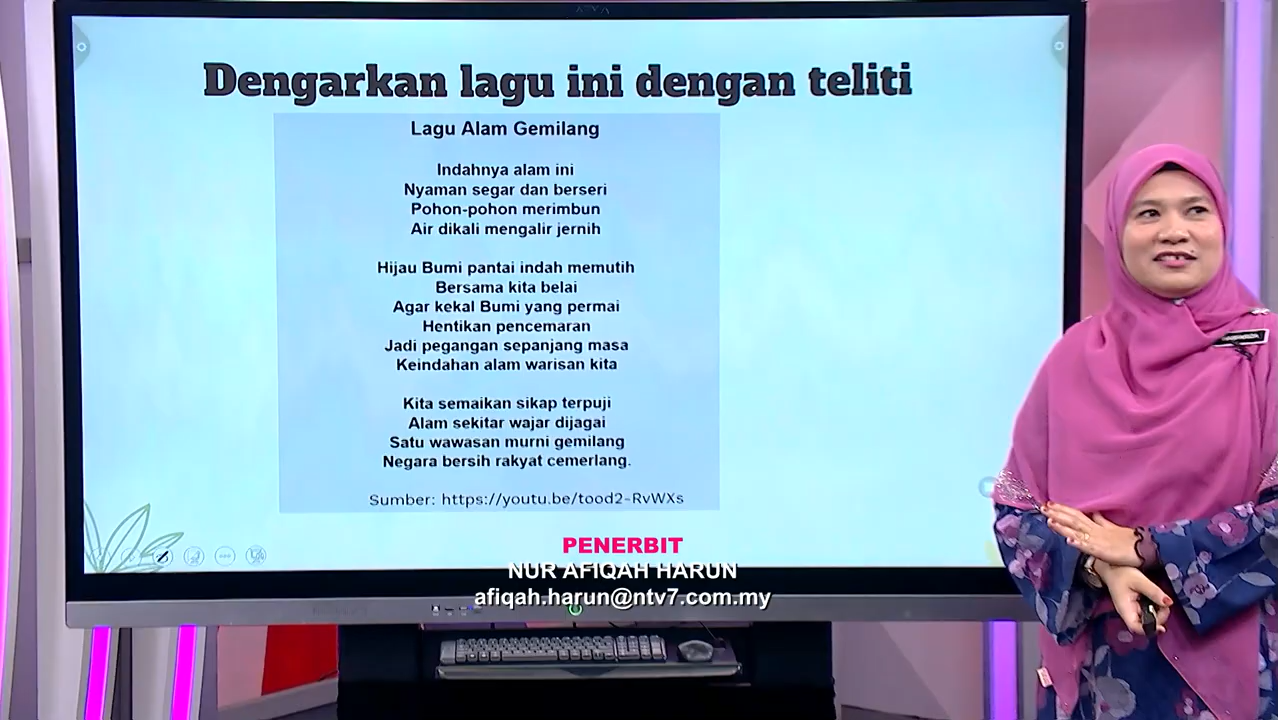 Dengarkan lagu ini dengan teliti
Lagu Alam Gemilang
Indahnya alam ini
Nyaman segar dan berseri
Pohon-pohon merimbun
Air dikali mengalir jernih
Hijau Bumi pantai indah memutih
Bersama kita belai
Agar kekal Bumi yang permai
Hentikan pencemaran
Jadi pegangan sepanjang masa
Keindahan alam warisan kita
Kita semaikan sikap terpuji
Alam sekitar wajar dijagai
Satu wawasan murni gemilang
Negara bersih rakyat cemerlang.
Sumber: https://youtu.be/tood2-RvWXs
PENERBIT
NUR AFIQAH HARUN
afiqah.harun@ntv7.com.my